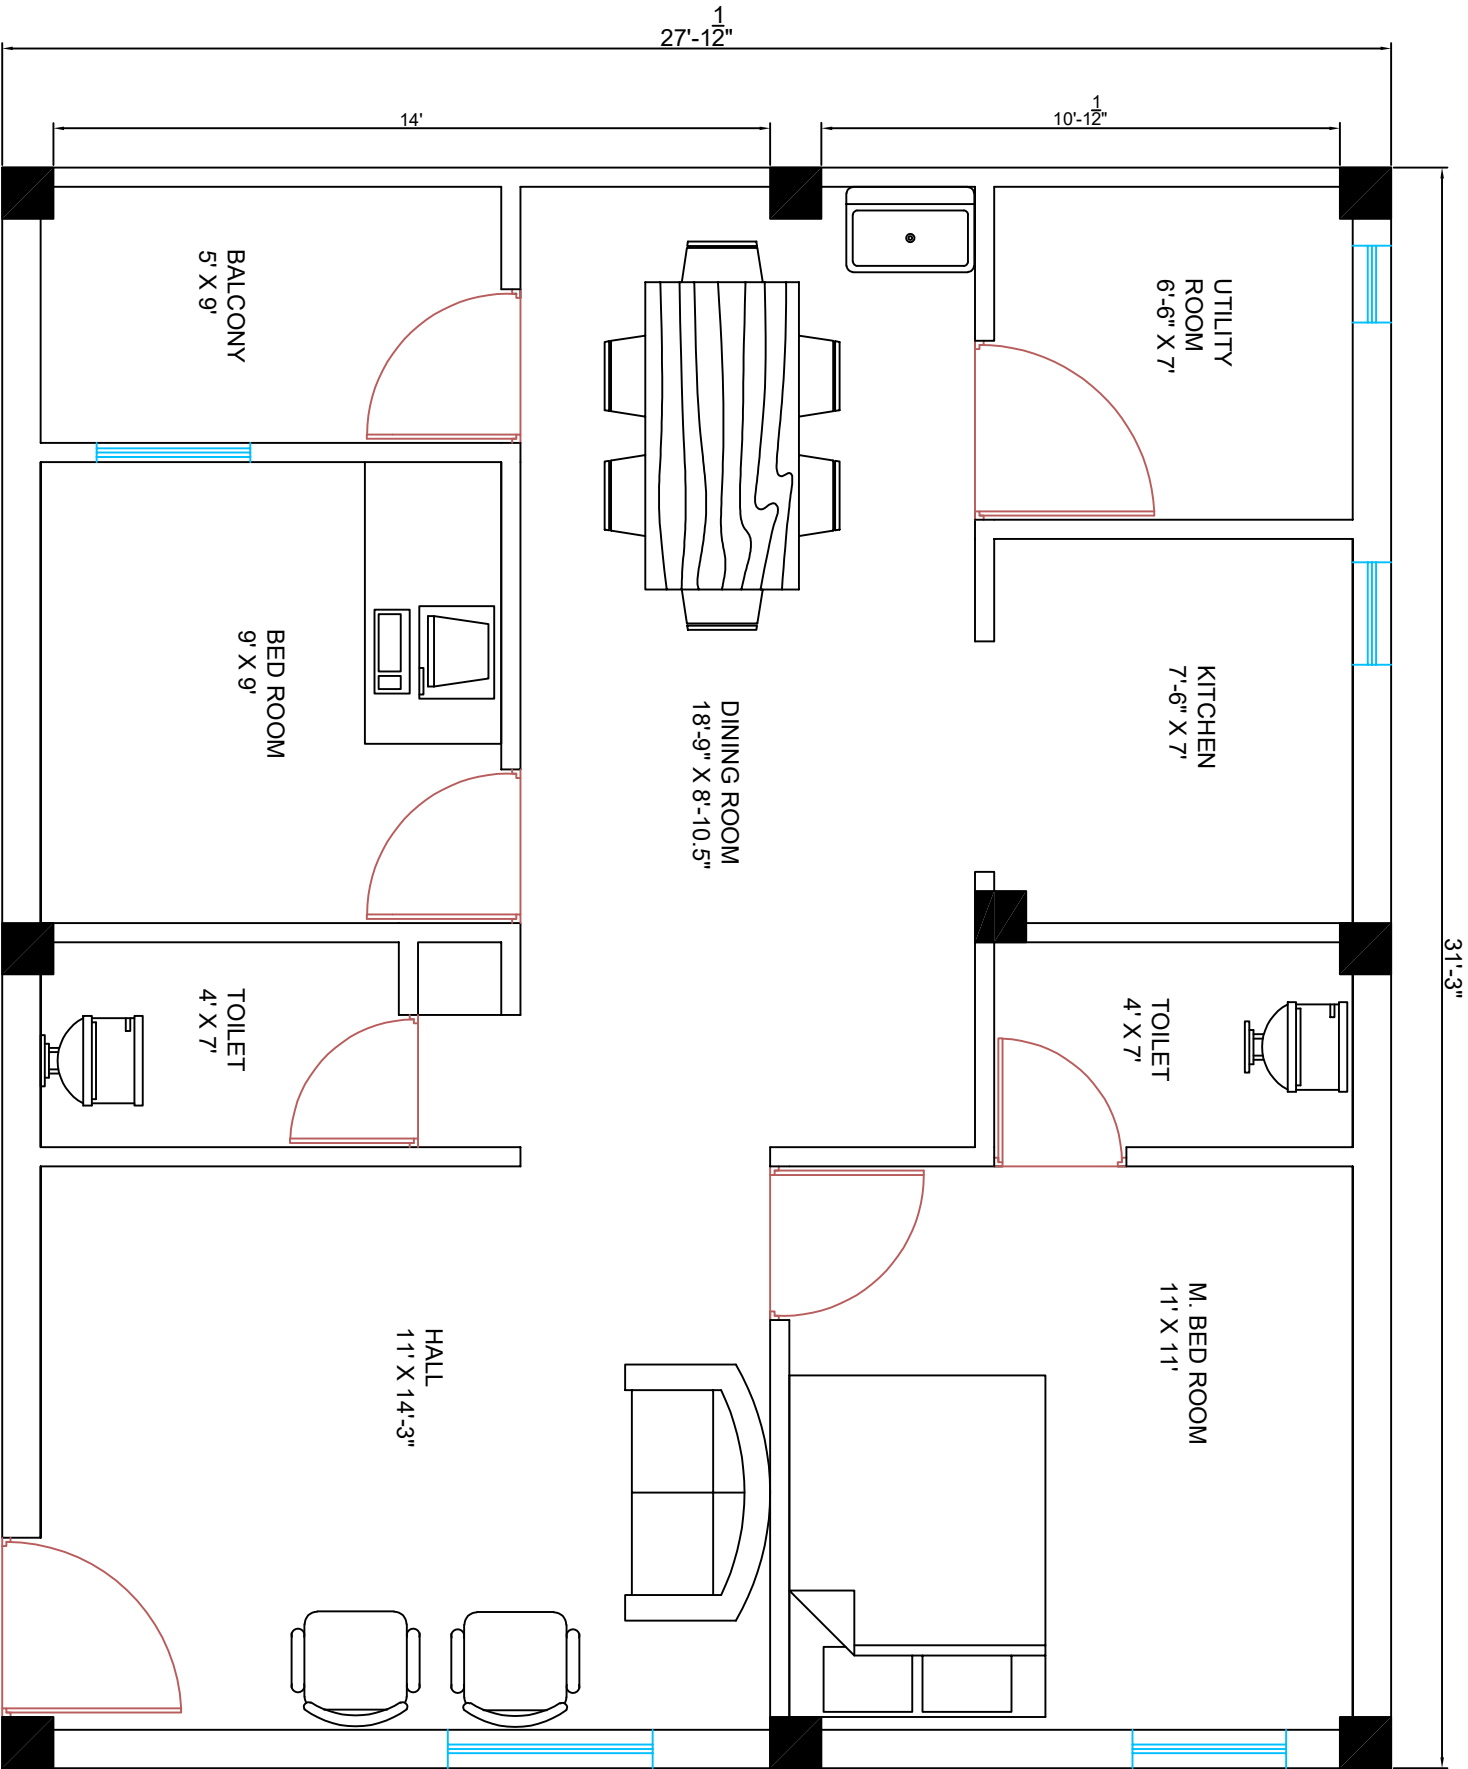 27'-1/12"
14'
10'-1/12"
31'-3"
BALCONY
5' X 9'
UTILITY
ROOM
6'-6" X 7'
BED ROOM
9' X 9'
DINING ROOM
18'-9" X 8'-10.5"
KITCHEN
7'-6" X 7'
TOILET
4' X 7'
TOILET
4' X 7'
HALL
11' X 14'-3"
M. BED ROOM
11' X 11'